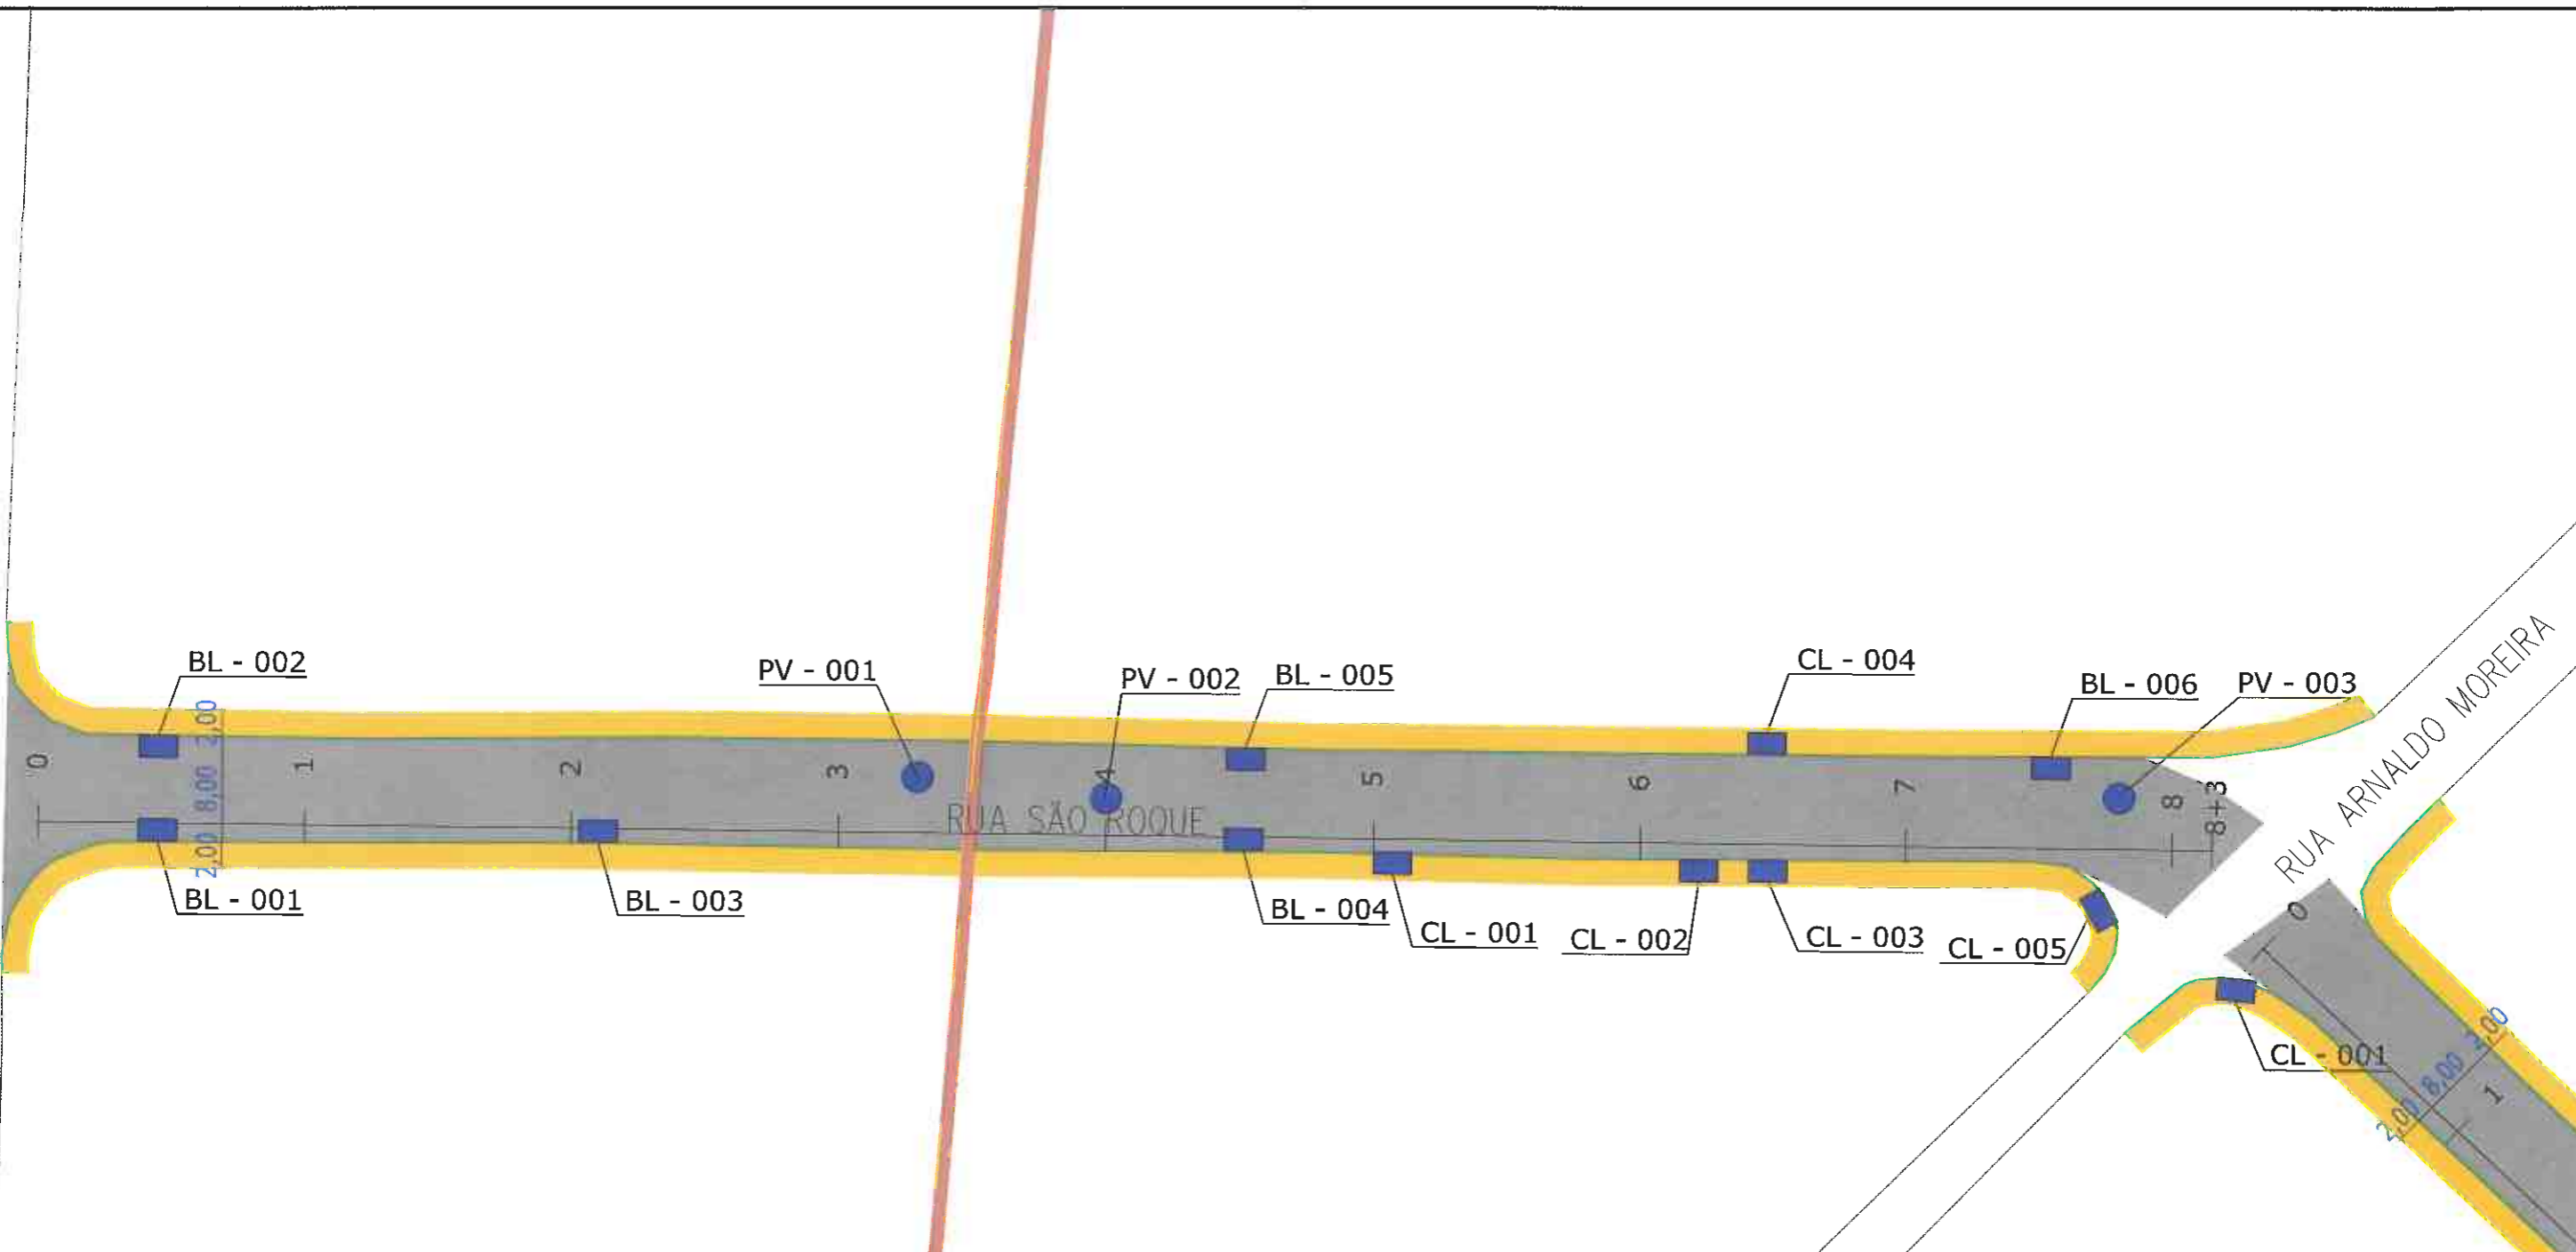 BL - 002
PV - 001
PV - 002
BL - 005
CL - 004
BL - 006
PV - 003
RUA ARNALDO MOREIRA
2,00
8,00
2,00
0
1
2
3
4
5
6
7
8
8+3
RUA SÃO ROQUE
BL - 001
BL - 003
BL - 004
CL - 001
CL - 002
CL - 003
CL - 005
0
CL - 001
2,00
8,00
2,00
1